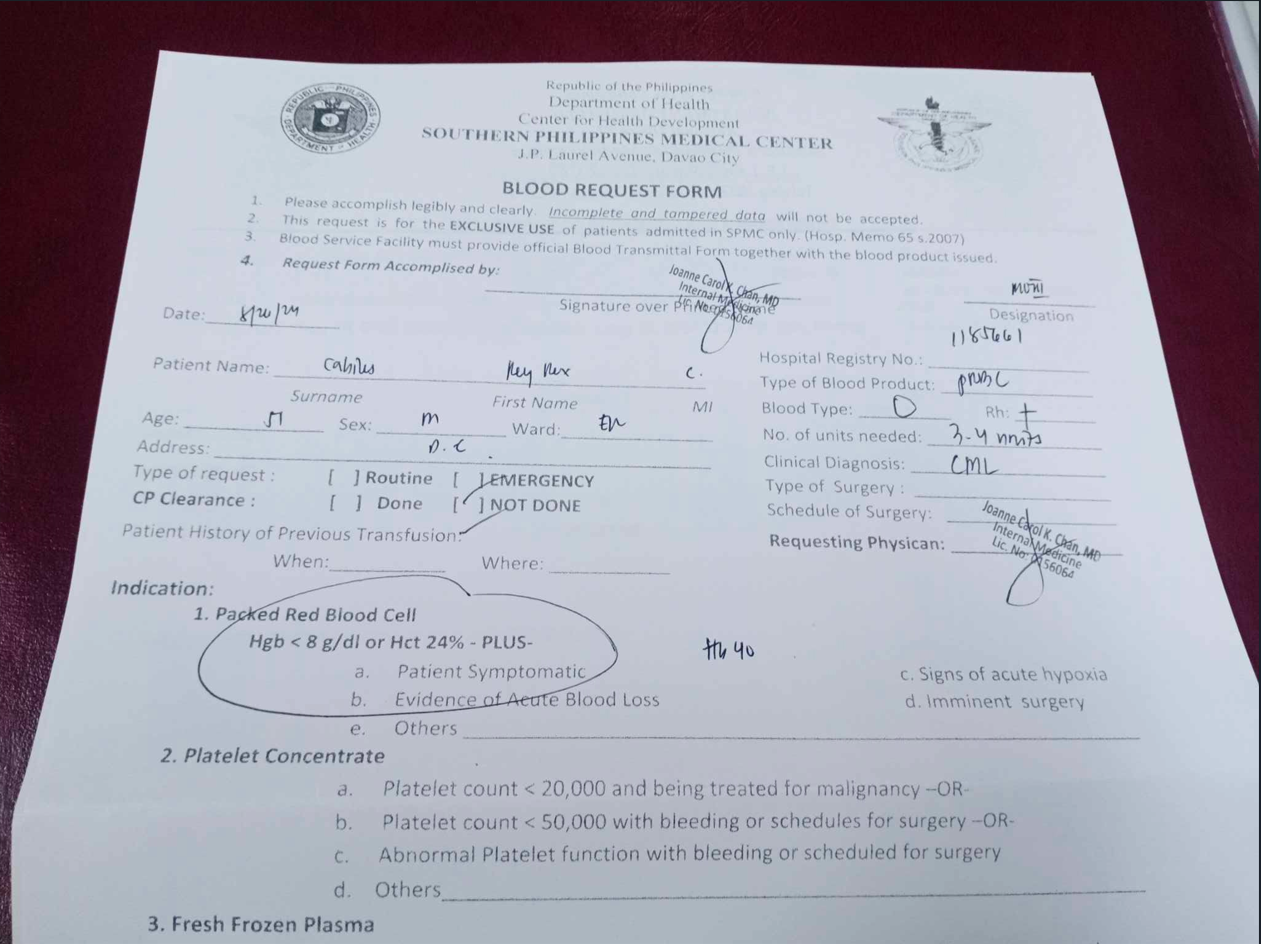 Republic of the Philippines
Department of Health
Center for Health Development
SOUTHERN PHILIPPINES MEDICAL CENTER
J.P. Laurel Avenue, Davao City
BLOOD REQUEST FORM
1. Please accomplish legibly and clearly. Incomplete and tampered data will not be accepted.
2. This request is for the EXCLUSIVE USE of patients admitted in SPMC only. (Hosp. Memo 65 s.2007)
3. Blood Service Facility must provide official Blood Transmittal Form together with the blood product issued.
4. Request Form Accomplished by:
Joanne Carol K. Chan, MD
Internal Medicine
Lic. No. 0156064
Signature over Printed Name
Designation
Date: 8/20/24
1185661
Hospital Registry No.:
Patient Name: Cabiles Rey Rex C.
Surname First Name MI
Type of Blood Product: PRBC
Age: 51 Sex: M Ward: ER
Blood Type: O Rh: +
Address: D.C.
No. of units needed: 3-4 units
Type of request : [ ] Routine [ ] EMERGENCY
Clinical Diagnosis: CML
CP Clearance : [ ] Done [ ] NOT DONE
Type of Surgery :
Patient History of Previous Transfusion:
Schedule of Surgery:
When: Where:
Requesting Physican:
Joanne Carol K. Chan, MD
Internal Medicine
Lic. No. 0156064
Indication:
1. Packed Red Blood Cell
Hgb < 8 g/dl or Hct 24% - PLUS-
40
a. Patient Symptomatic c. Signs of acute hypoxia
b. Evidence of Acute Blood Loss d. Imminent surgery
e. Others
2. Platelet Concentrate
a. Platelet count < 20,000 and being treated for malignancy –OR-
b. Platelet count < 50,000 with bleeding or schedules for surgery –OR-
c. Abnormal Platelet function with bleeding or scheduled for surgery
d. Others
3. Fresh Frozen Plasma